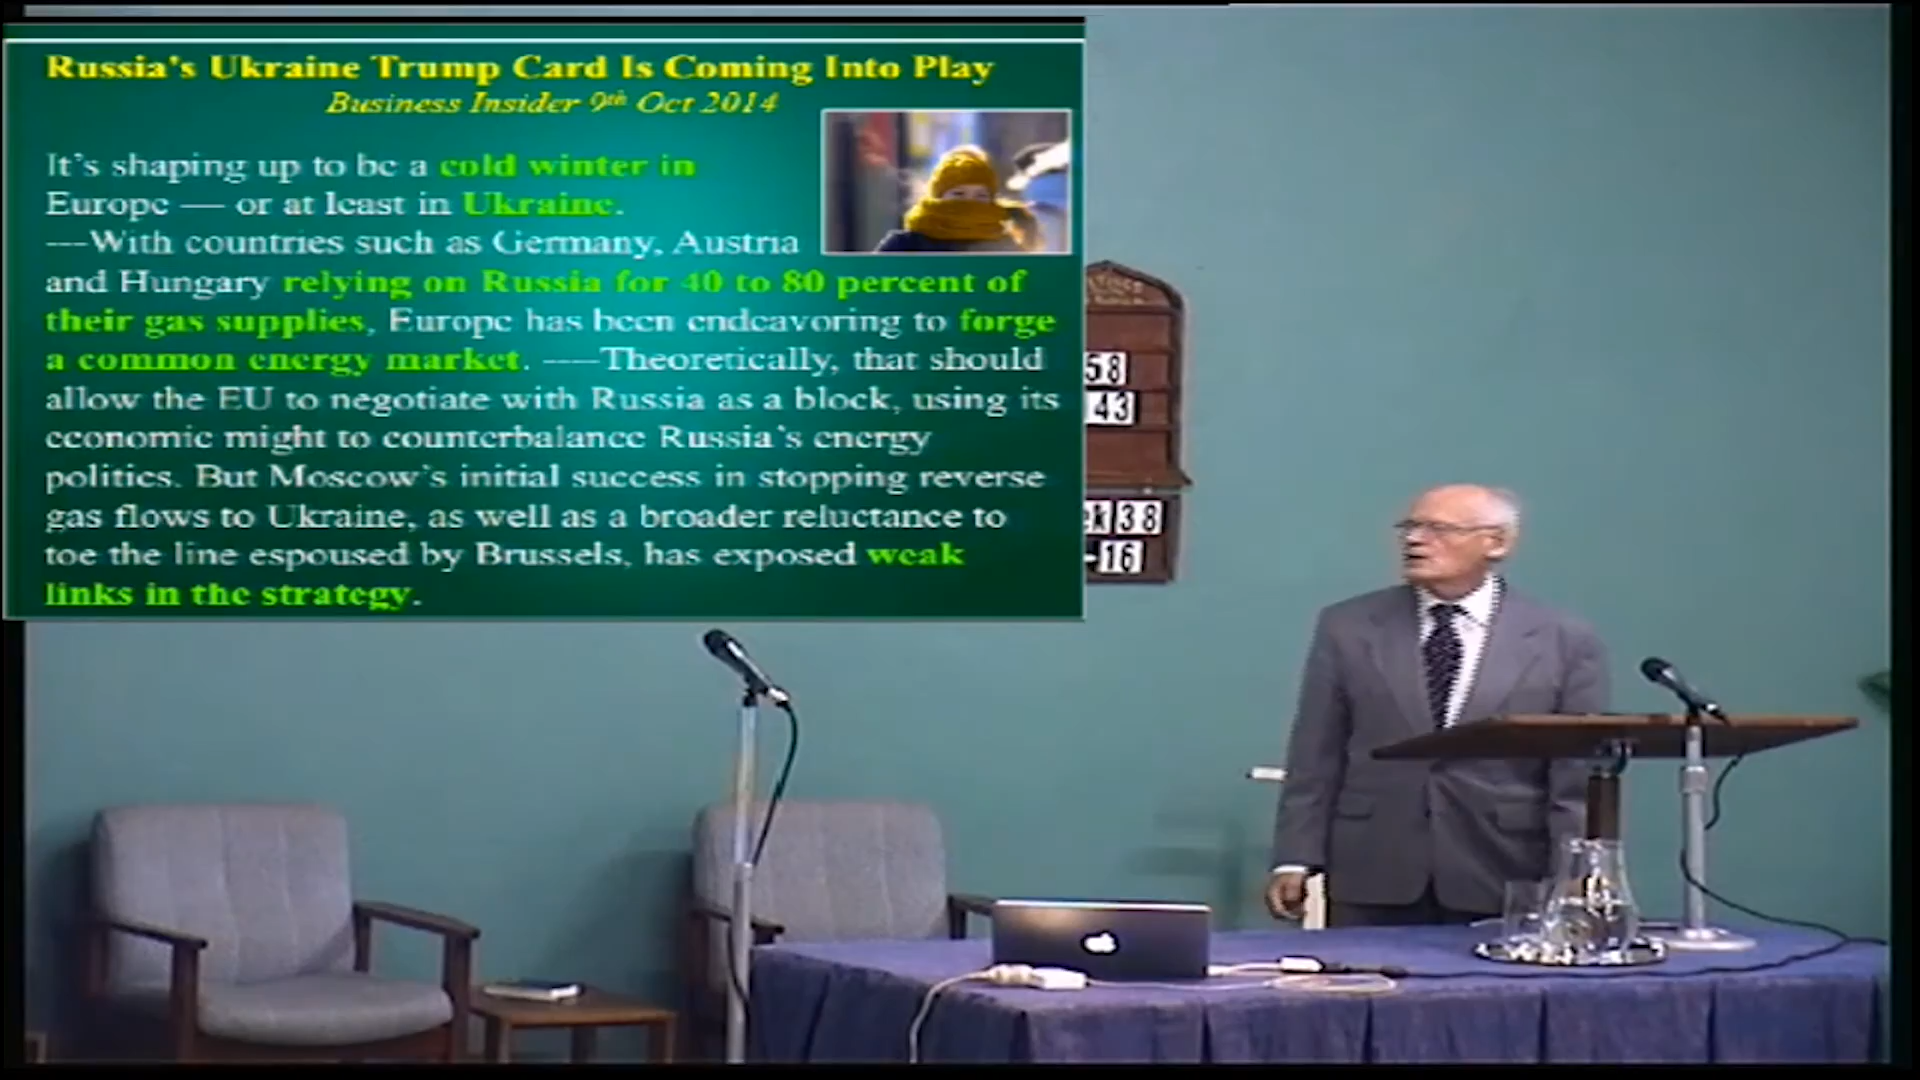 Russia's Ukraine Trump Card Is Coming Into Play
Business Insider 9th Oct 2014
It's shaping up to be a cold winter in
Europe — or at least in Ukraine.
---With countries such as Germany, Austria
and Hungary relying on Russia for 40 to 80 percent of
their gas supplies, Europe has been endeavoring to forge
a common energy market. ----Theoretically, that should
allow the EU to negotiate with Russia as a block, using its
economic might to counterbalance Russia's energy
politics. But Moscow's initial success in stopping reverse
gas flows to Ukraine, as well as a broader reluctance to
toe the line espoused by Brussels, has exposed weak
links in the strategy.
58
43
k 38
-16